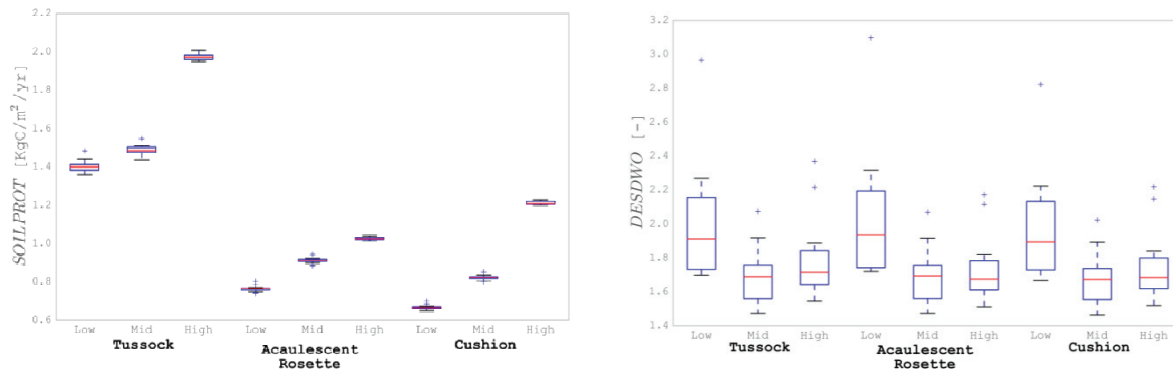 2.2
2.0
1.8
1.6
1.4
1.2
1.0
0.8
0.6
SOILPROT [KgC/m²/yr]
Low Mid High Low Mid High Low Mid High
Tussock Acaulescent Cushion
Rosette
3.2
3.0
2.8
2.6
2.4
2.2
2.0
1.8
1.6
1.4
DESDWO [-]
Low Mid High Low Mid High Low Mid High
Tussock Acaulescent Cushion
Rosette